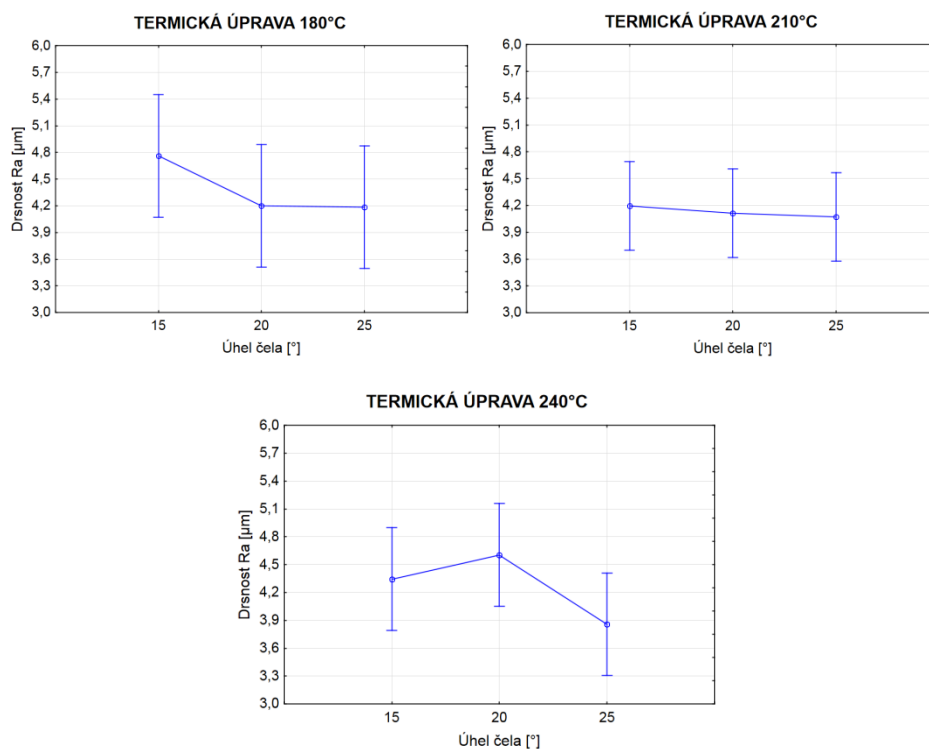 TERMICKÁ ÚPRAVA 180°C
6,0
5,7
5,4
5,1
4,8
4,5
4,2
3,9
3,6
3,3
3,0
Drsnost Ra [µm]
15 20 25
Úhel čela [°]
TERMICKÁ ÚPRAVA 210°C
6,0
5,7
5,4
5,1
4,8
4,5
4,2
3,9
3,6
3,3
3,0
Drsnost Ra [µm]
15 20 25
Úhel čela [°]
TERMICKÁ ÚPRAVA 240°C
6,0
5,7
5,4
5,1
4,8
4,5
4,2
3,9
3,6
3,3
3,0
Drsnost Ra [µm]
15 20 25
Úhel čela [°]